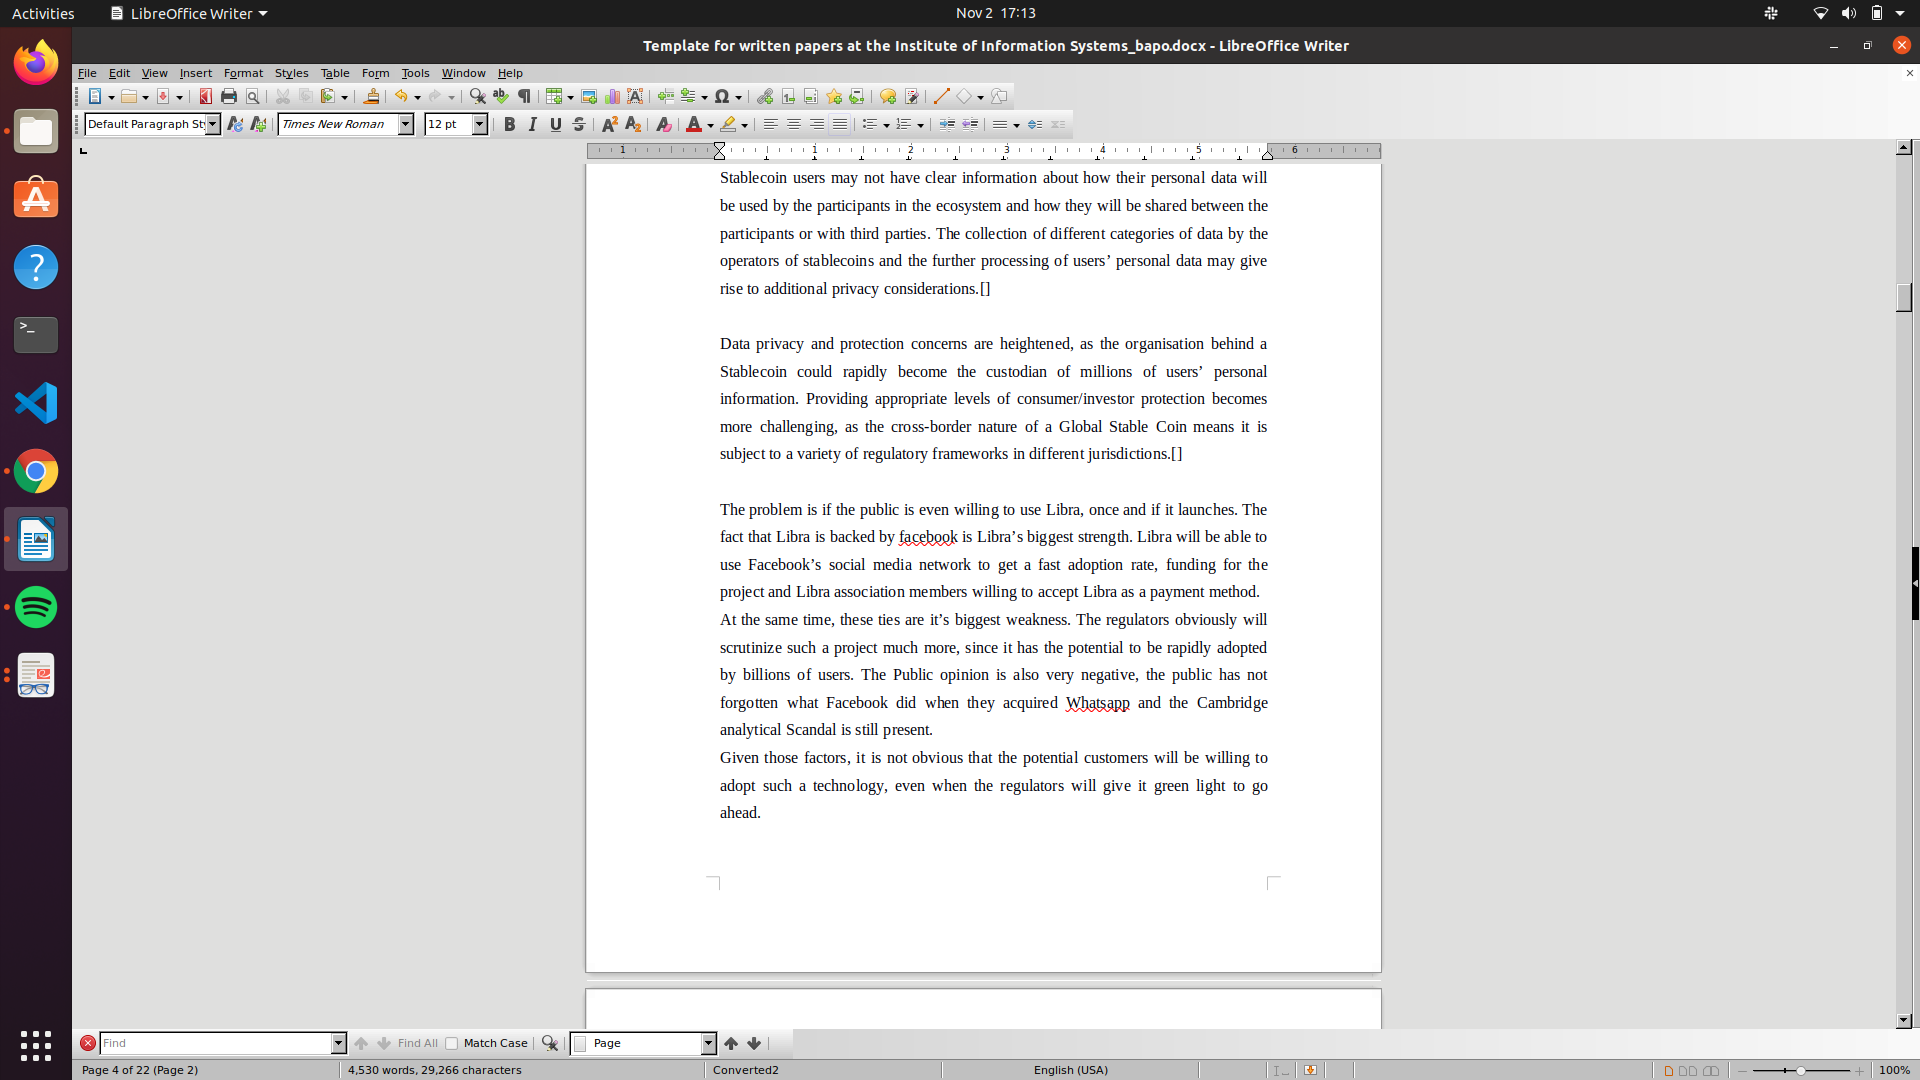 Activities LibreOffice Writer Nov 2 17:13
Template for written papers at the Institute of Information Systems_bapo.docx - LibreOffice Writer
File Edit View Insert Format Styles Table Form Tools Window Help
Default Paragraph St Times New Roman 12 pt
1 1 2 3 4 5 6
Stablecoin users may not have clear information about how their personal data will
be used by the participants in the ecosystem and how they will be shared between the
participants or with third parties. The collection of different categories of data by the
operators of stablecoins and the further processing of users’ personal data may give
rise to additional privacy considerations.[]
Data privacy and protection concerns are heightened, as the organisation behind a
Stablecoin could rapidly become the custodian of millions of users’ personal
information. Providing appropriate levels of consumer/investor protection becomes
more challenging, as the cross-border nature of a Global Stable Coin means it is
subject to a variety of regulatory frameworks in different jurisdictions.[]
The problem is if the public is even willing to use Libra, once and if it launches. The
fact that Libra is backed by facebook is Libra’s biggest strength. Libra will be able to
use Facebook’s social media network to get a fast adoption rate, funding for the
project and Libra association members willing to accept Libra as a payment method.
At the same time, these ties are it’s biggest weakness. The regulators obviously will
scrutinize such a project much more, since it has the potential to be rapidly adopted
by billions of users. The Public opinion is also very negative, the public has not
forgotten what Facebook did when they acquired Whatsapp and the Cambridge
analytical Scandal is still present.
Given those factors, it is not obvious that the potential customers will be willing to
adopt such a technology, even when the regulators will give it green light to go
ahead.
Find Find All Match Case Page
Page 4 of 22 (Page 2) 4,530 words, 29,266 characters Converted2 English (USA) 100%